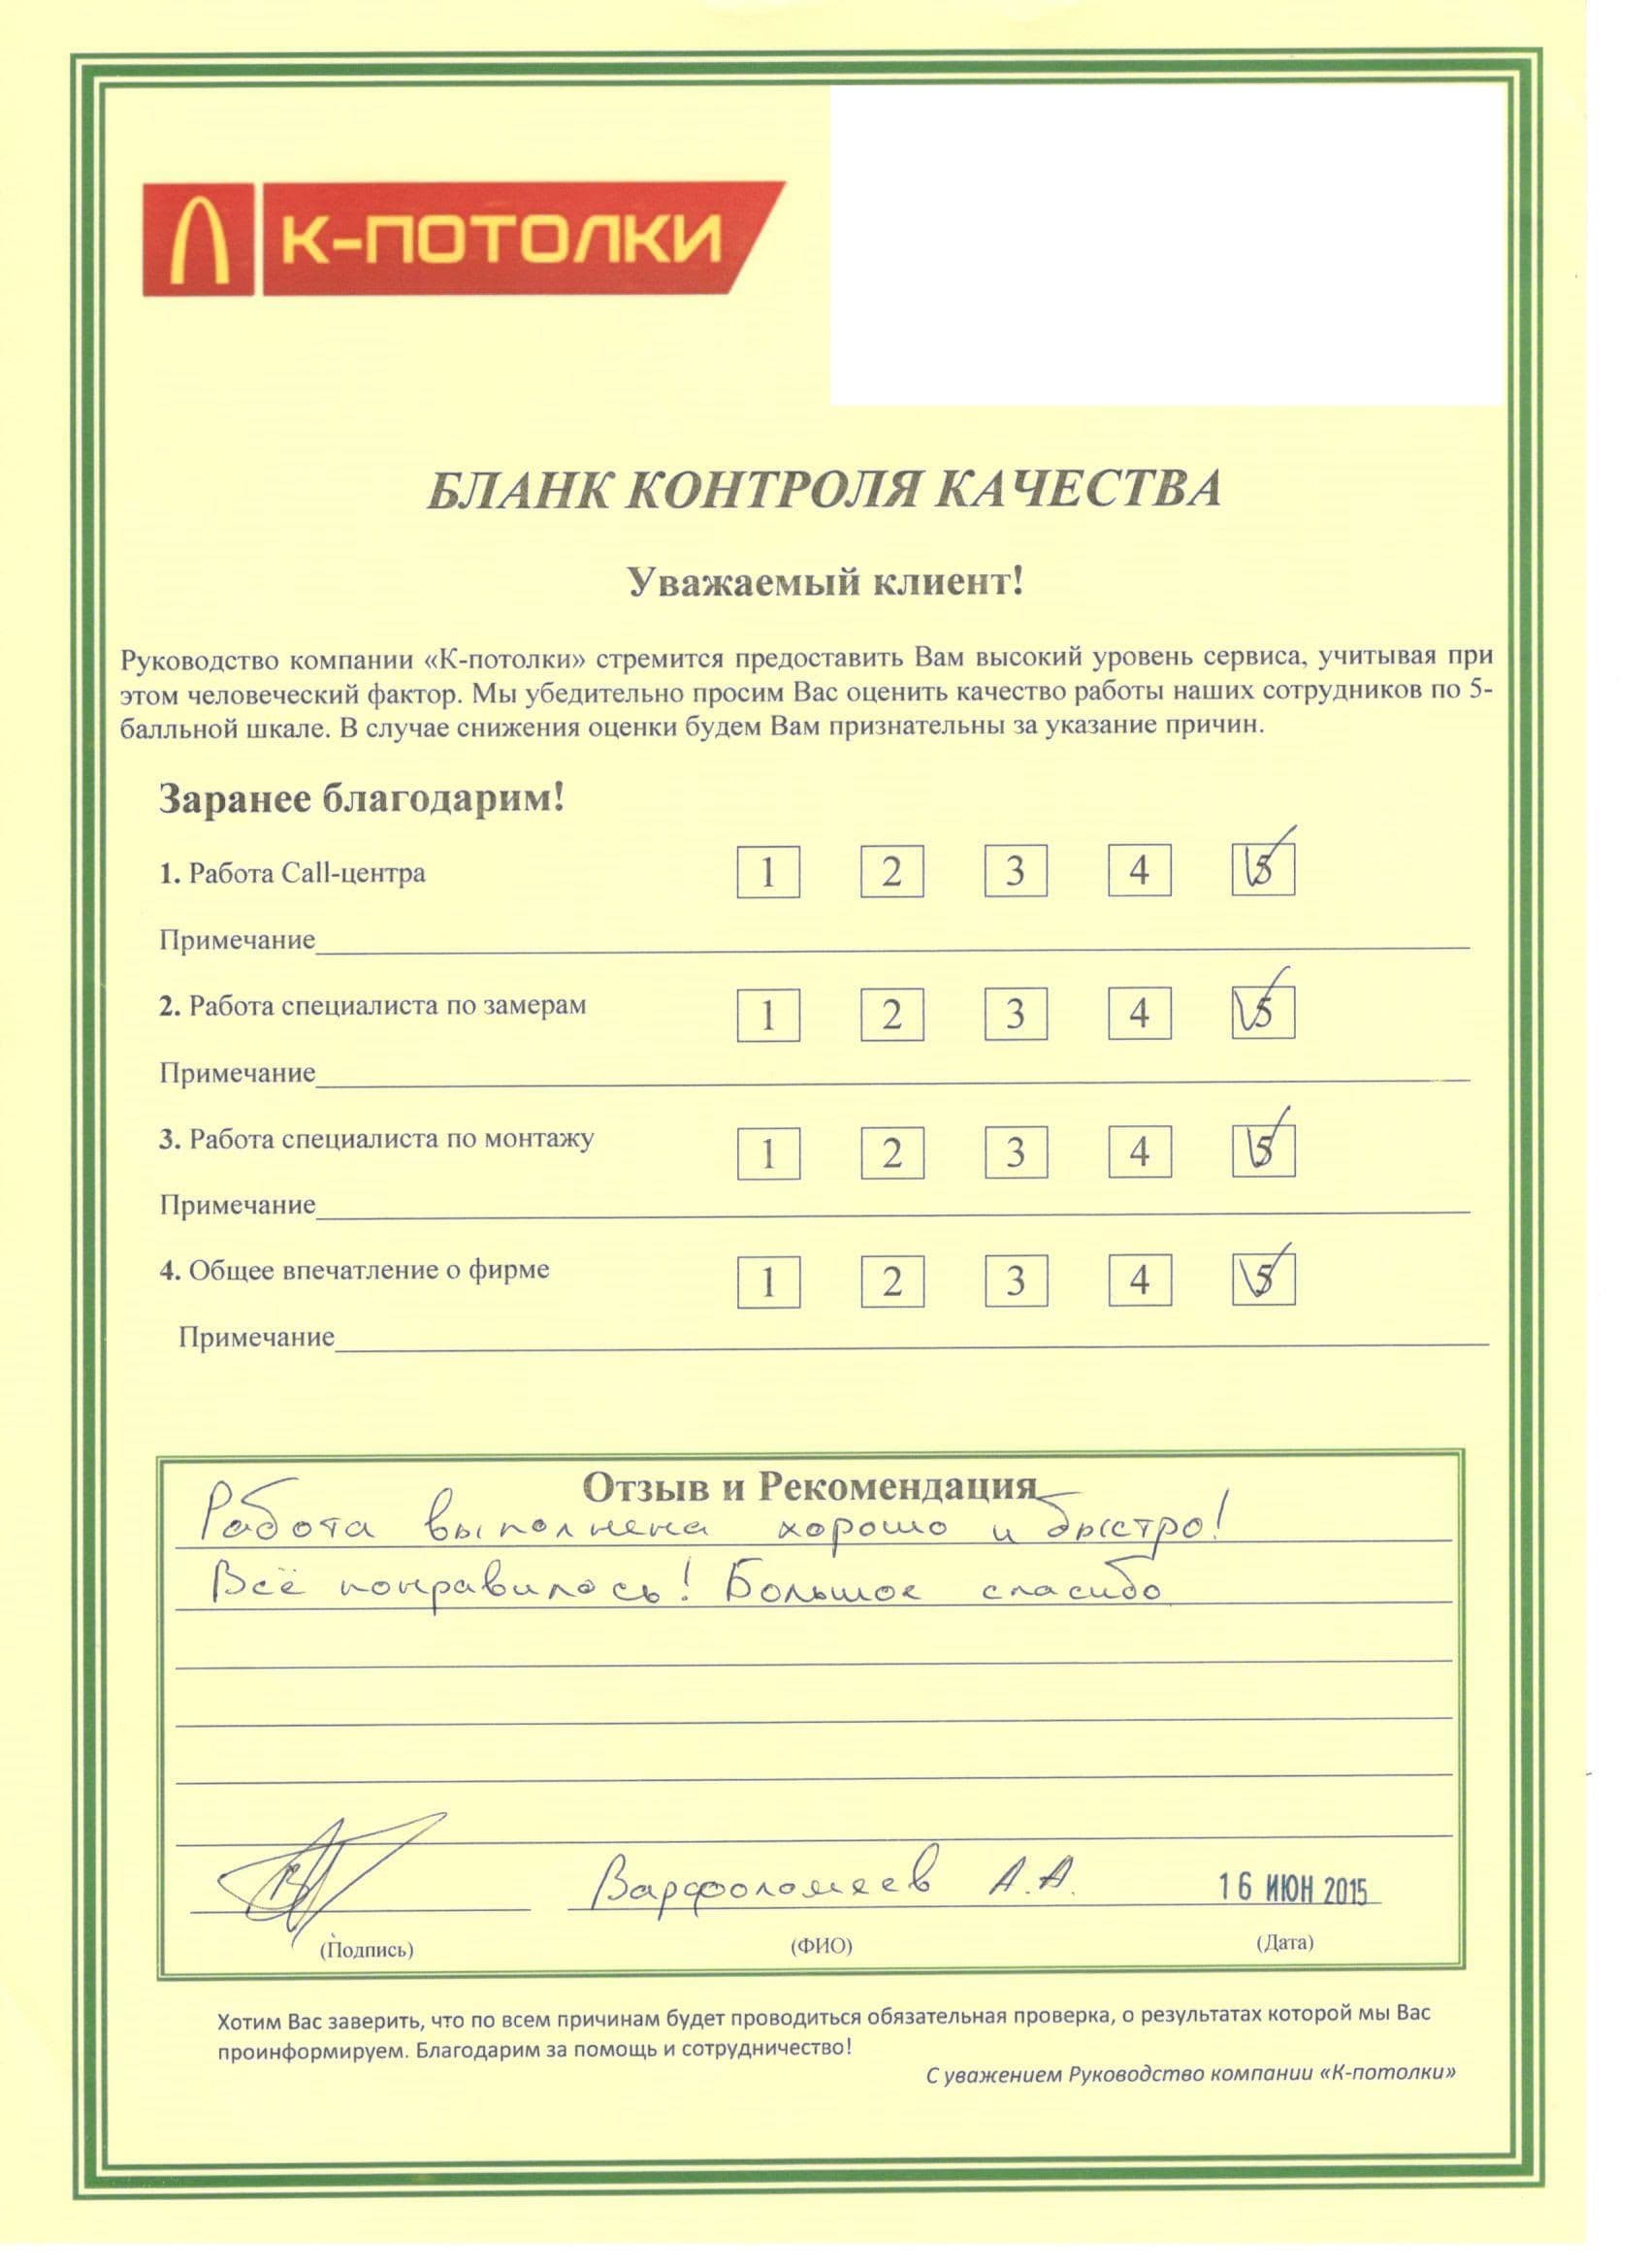 К-ПОТОЛКИ
БЛАНК КОНТРОЛЯ КАЧЕСТВА
Уважаемый клиент!
Руководство компании «К-потолки» стремится предоставить Вам высокий уровень сервиса, учитывая при
этом человеческий фактор. Мы убедительно просим Вас оценить качество работы наших сотрудников по 5-
балльной шкале. В случае снижения оценки будем Вам признательны за указание причин.
Заранее благодарим!
1. Работа Call-центра 1 2 3 4 5
Примечание
2. Работа специалиста по замерам 1 2 3 4 5
Примечание
3. Работа специалиста по монтажу 1 2 3 4 5
Примечание
4. Общее впечатление о фирме 1 2 3 4 5
Примечание
Отзыв и Рекомендация
Работа выполнена хорошо и быстро!
Всё понравилось! Большое спасибо
Варфоломеев А.А. 16 ИЮН 2015
(Подпись) (ФИО) (Дата)
Хотим Вас заверить, что по всем причинам будет проводиться обязательная проверка, о результатах которой мы Вас
проинформируем. Благодарим за помощь и сотрудничество!
С уважением Руководство компании «К-потолки»